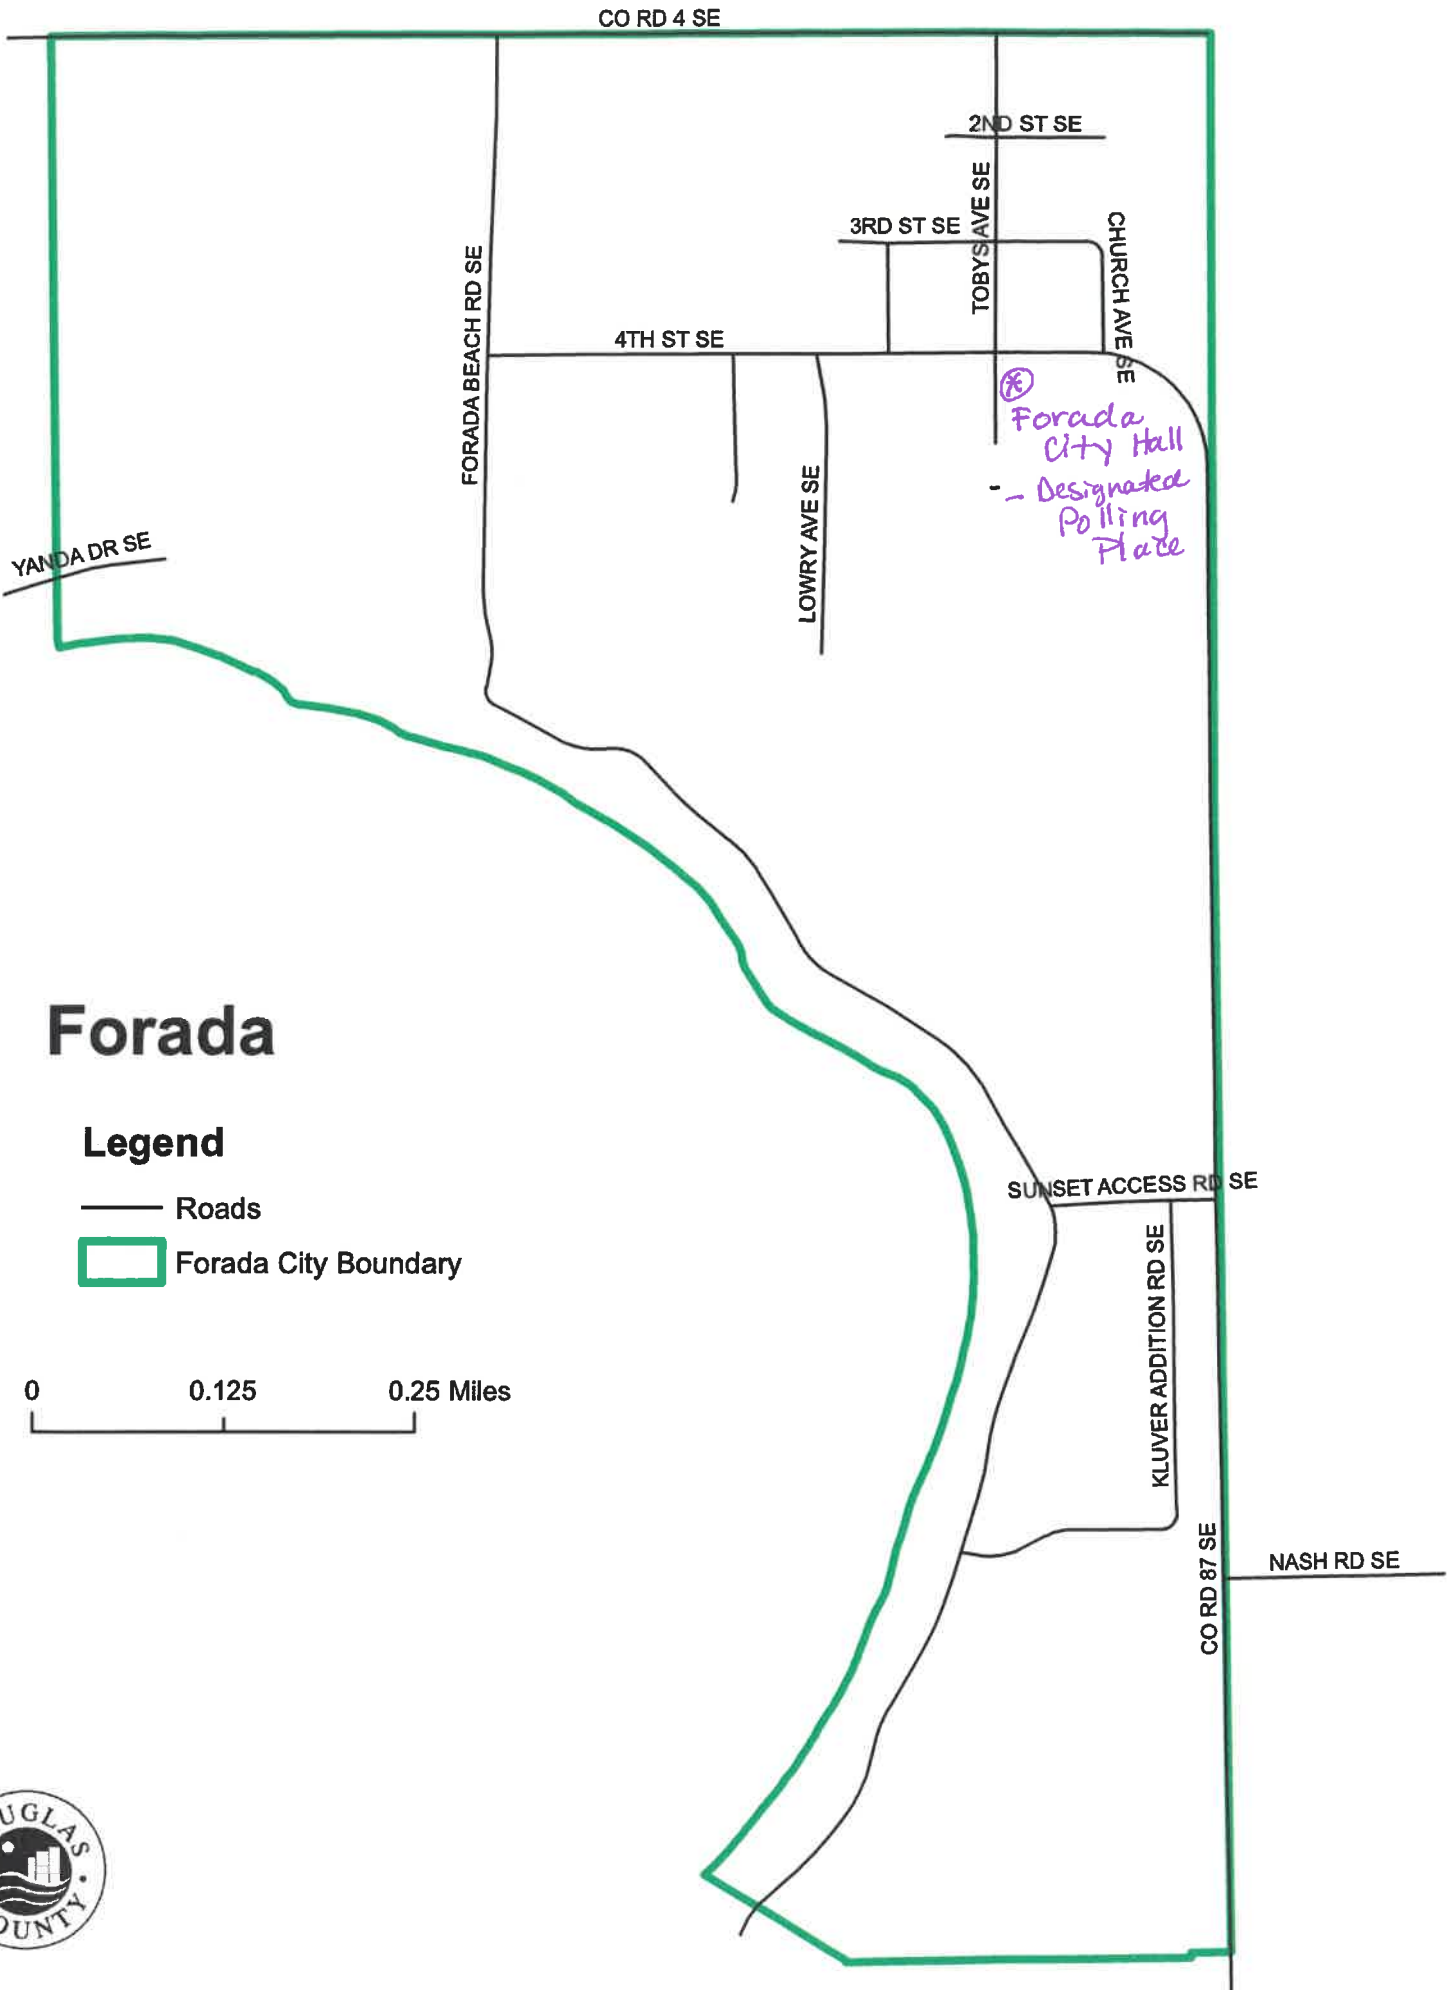 CO RD 4 SE
2ND ST SE
TOBYS AVE SE
3RD ST SE
CHURCH AVE SE
FORADA BEACH RD SE
4TH ST SE
Forada
City Hall
- Designated
Polling
Place
LOWRY AVE SE
YANDA DR SE
Forada
Legend
Roads
Forada City Boundary
SUNSET ACCESS RD SE
KLUVER ADDITION RD SE
0 0.125 0.25 Miles
CO RD 87 SE
NASH RD SE
UGLAS
OUNTY